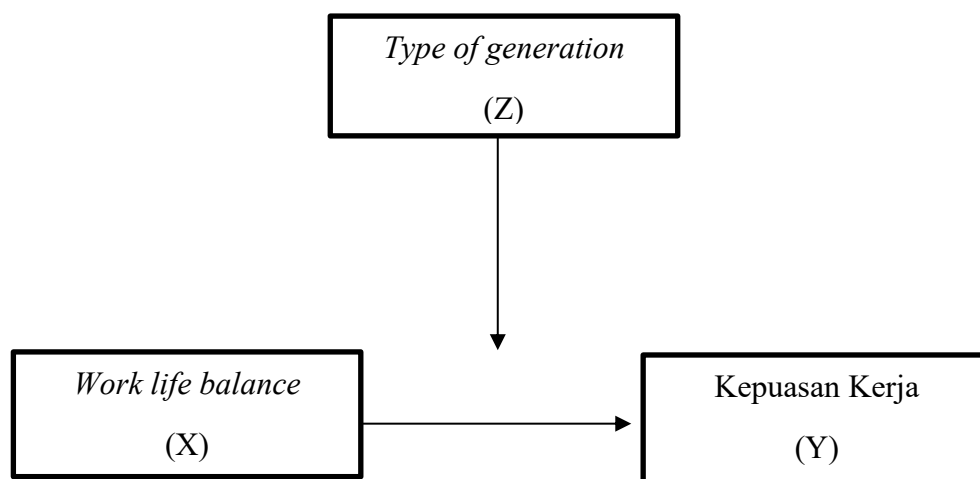 Type of generation
(Z)
Work life balance
(X)
Kepuasan Kerja
(Y)